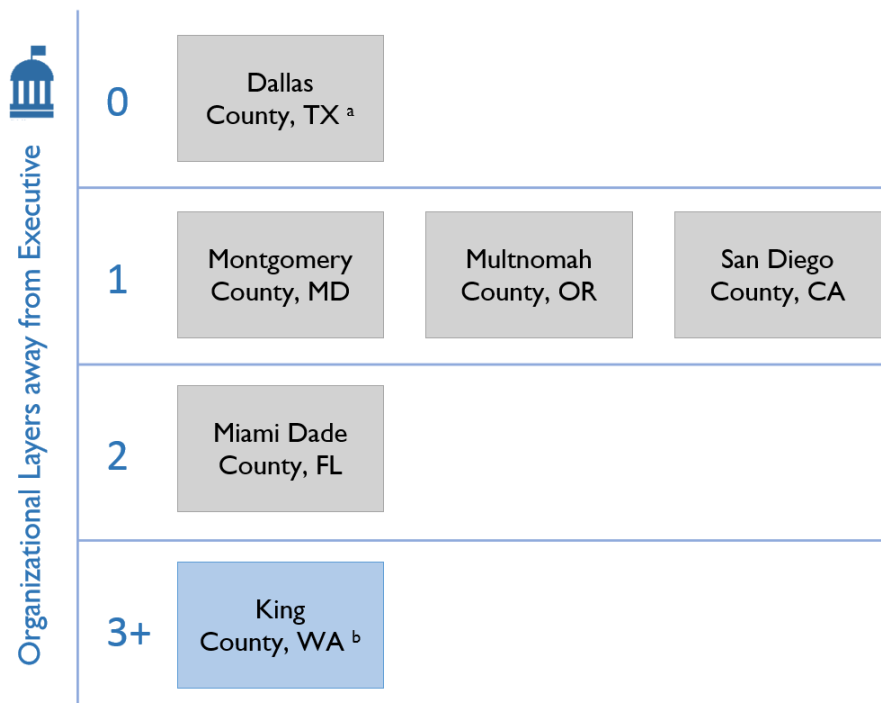 Organizational Layers away from Executive
0
Dallas
County, TX ᵃ
1
Montgomery
County, MD
Multnomah
County, OR
San Diego
County, CA
2
Miami Dade
County, FL
3+
King
County, WA ᵇ